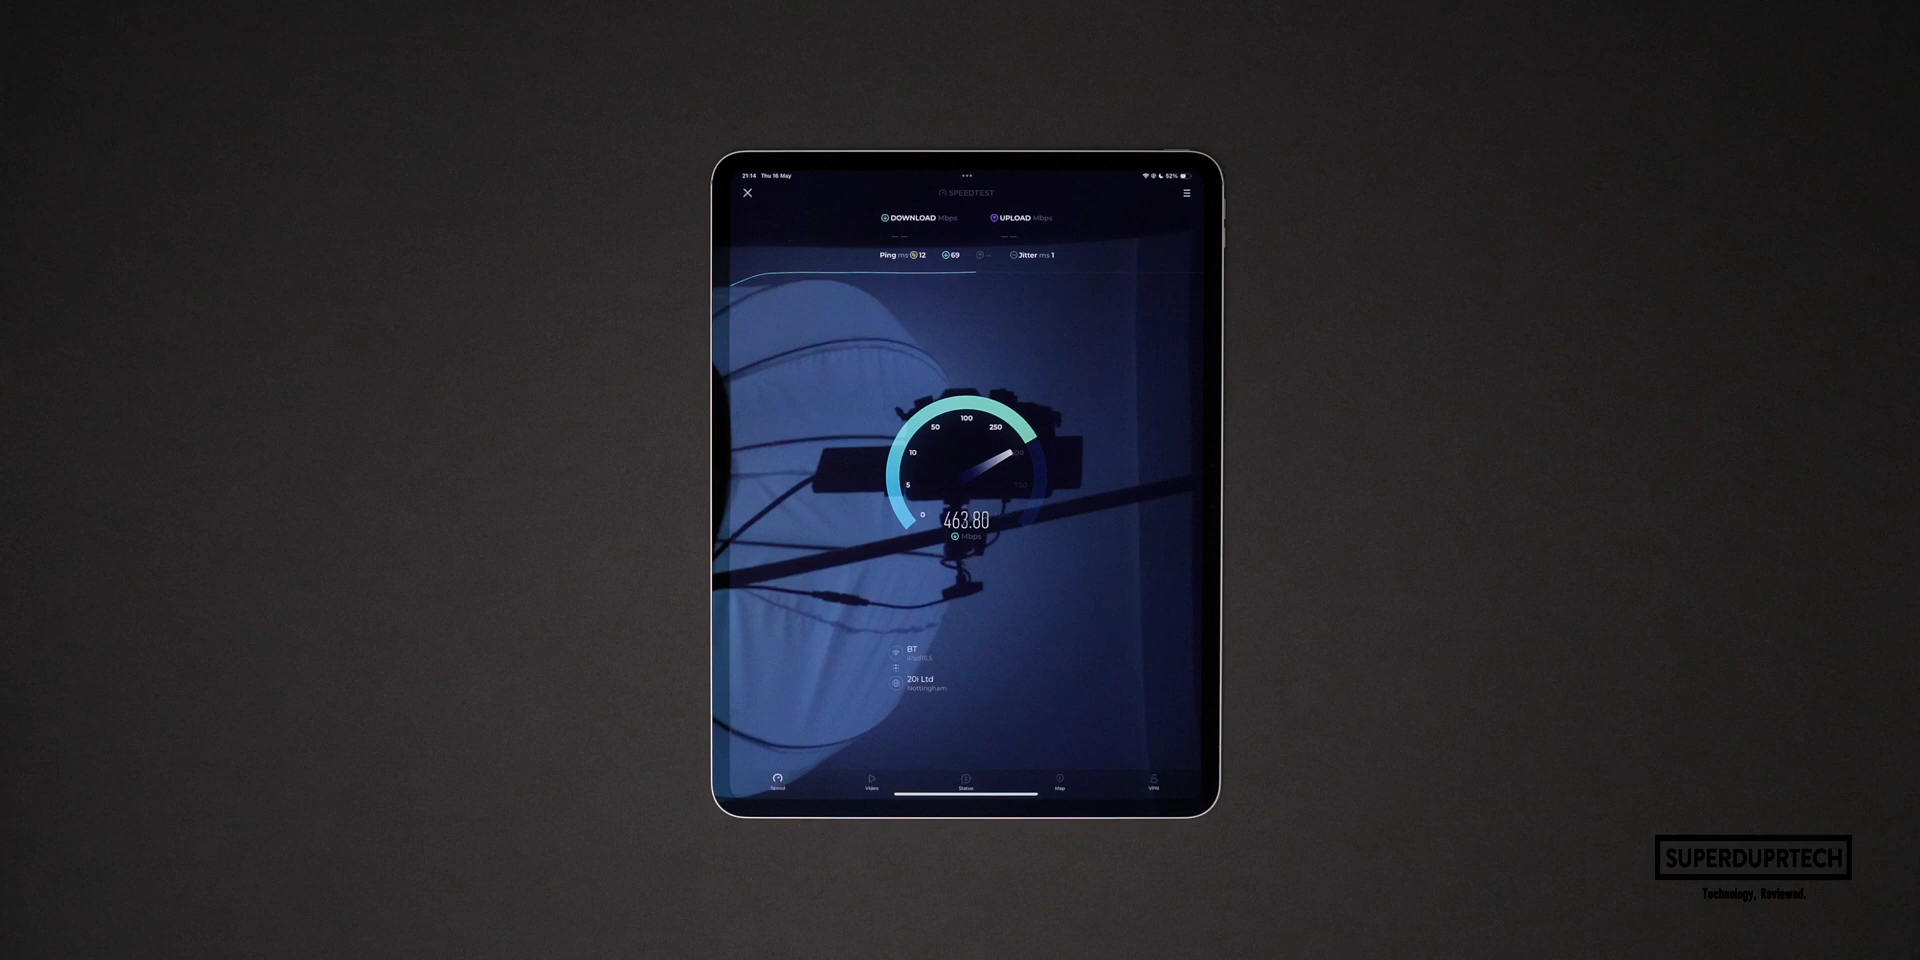 21:14 Thu 16 May
52%
SPEEDTEST
DOWNLOAD Mbps
UPLOAD Mbps
Ping ms 12 69 Jitter ms 1
0
5
10
50
100
250
463.80
Mbps
BT
20i Ltd
Nottingham
Speed
Video
Status
Map
VPN
SUPERDUPRTECH
Technology, Reviewed.